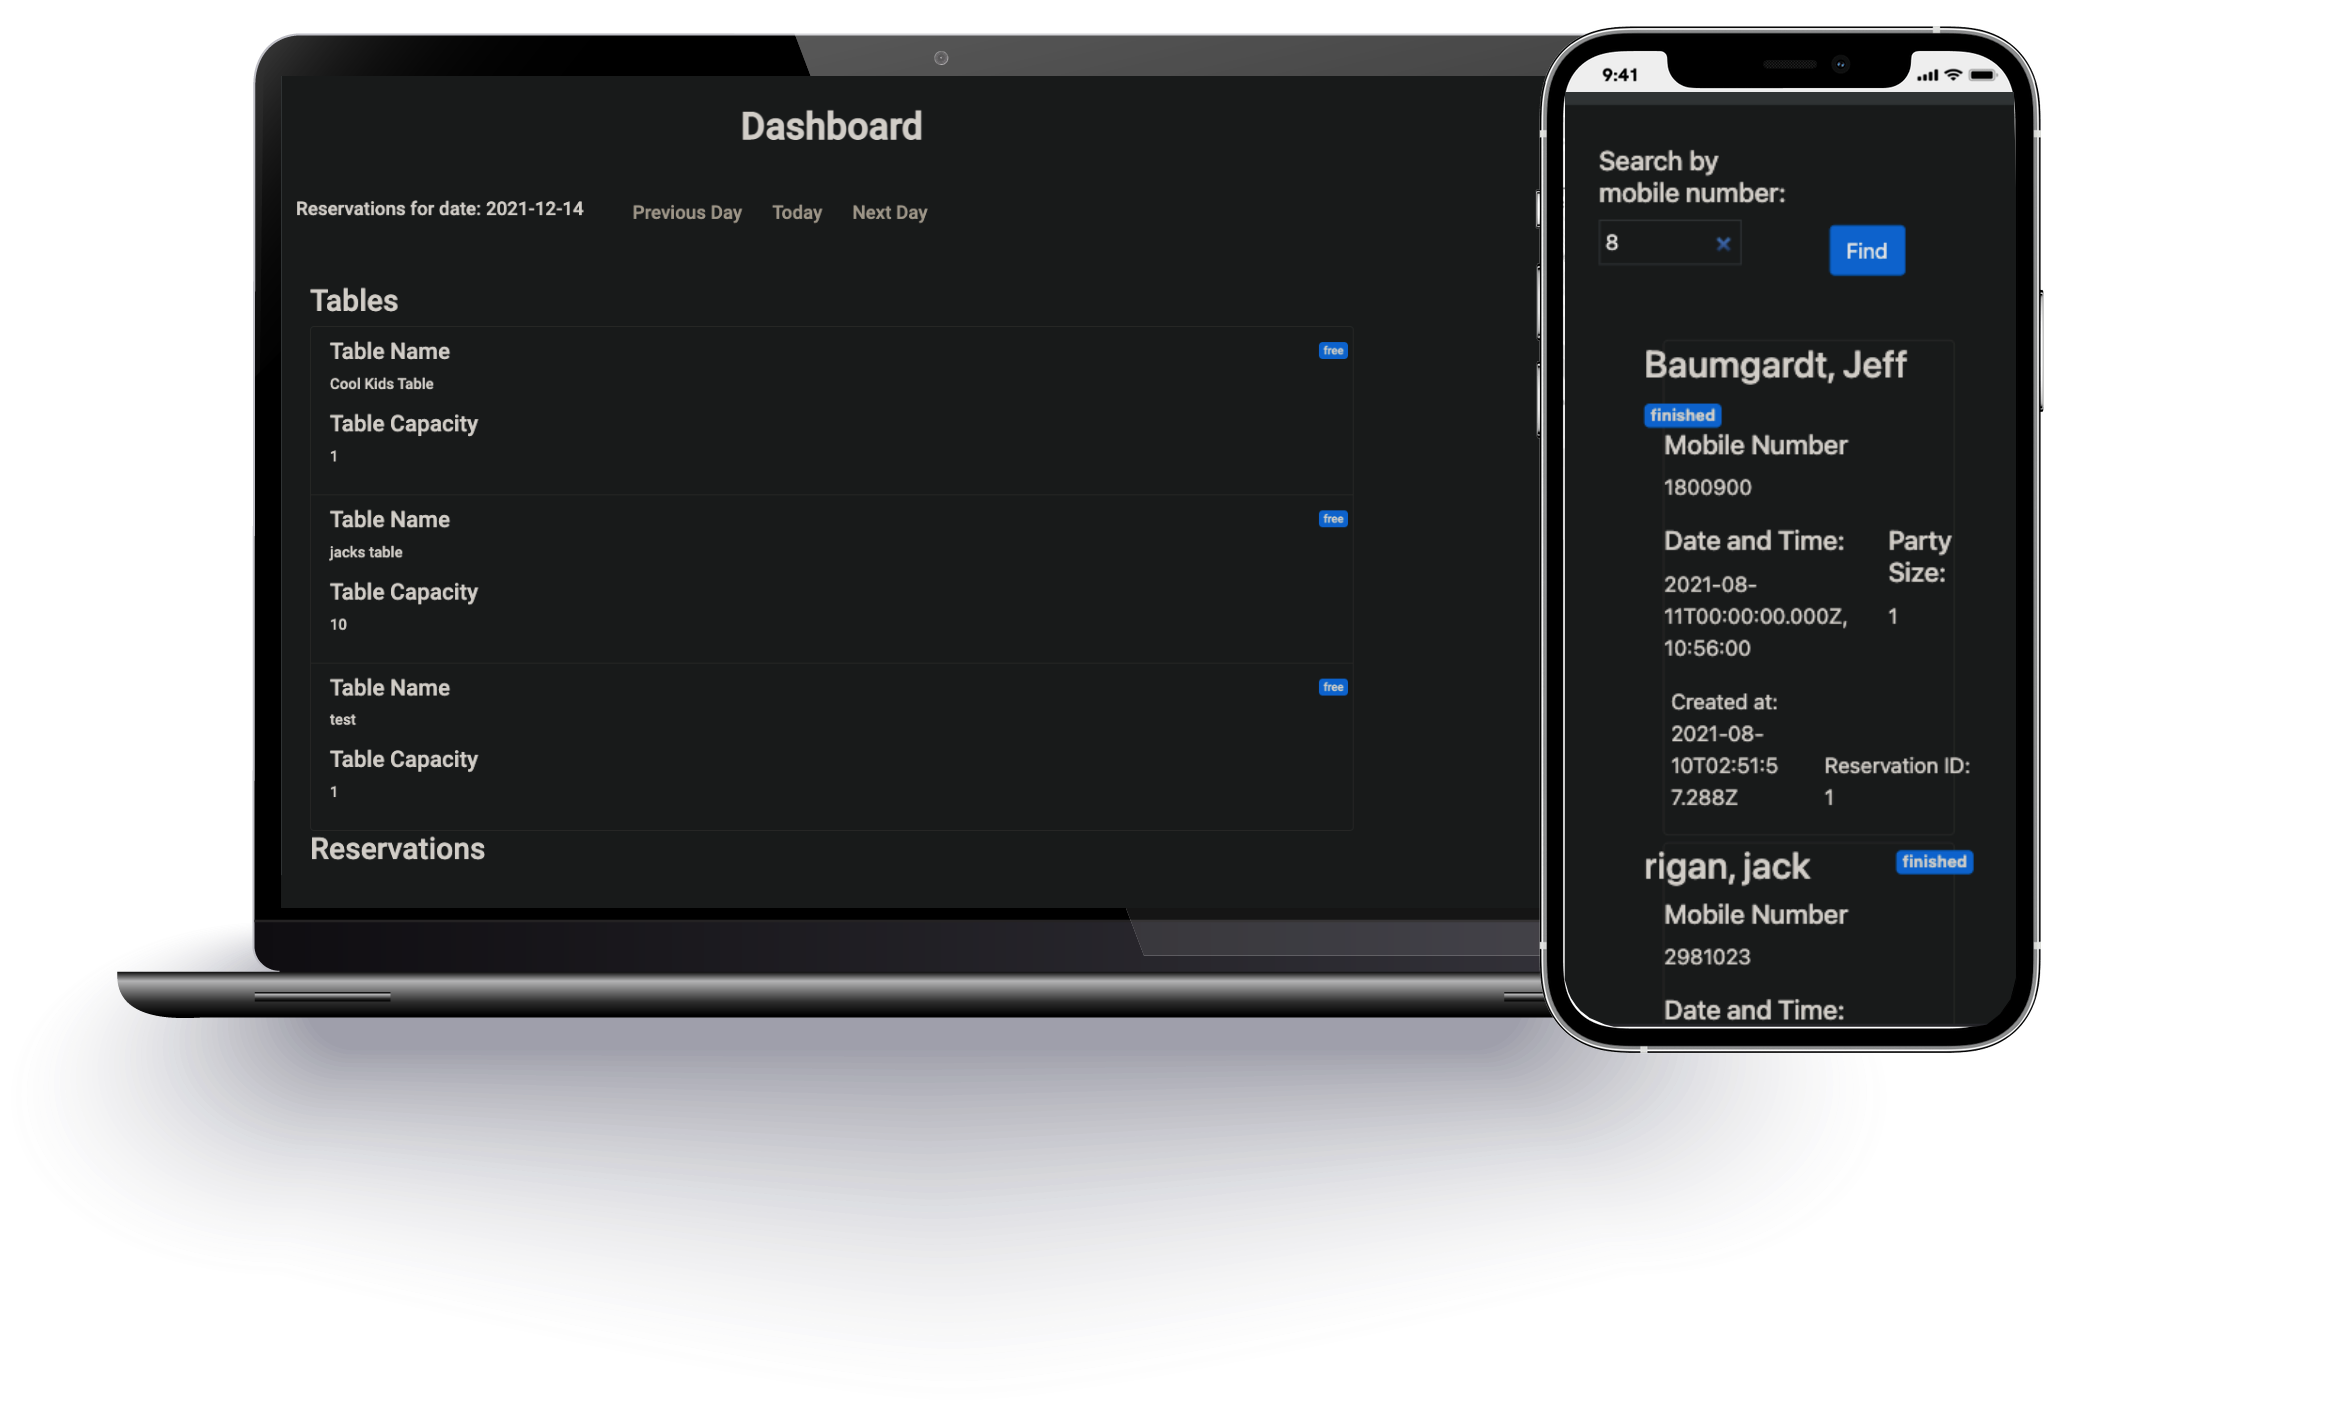 Dashboard
Reservations for date: 2021-12-14
Previous Day
Today
Next Day
Tables
Table Name
free
Cool Kids Table
Table Capacity
1
Table Name
free
jacks table
Table Capacity
10
Table Name
free
test
Table Capacity
1
Reservations
9:41
Search by
mobile number:
8
Find
Baumgardt, Jeff
finished
Mobile Number
1800900
Date and Time:
2021-08-
11T00:00:00.000Z,
10:56:00
Party
Size:
1
Created at:
2021-08-
10T02:51:5
7.288Z
Reservation ID:
1
rigan, jack
finished
Mobile Number
2981023
Date and Time: